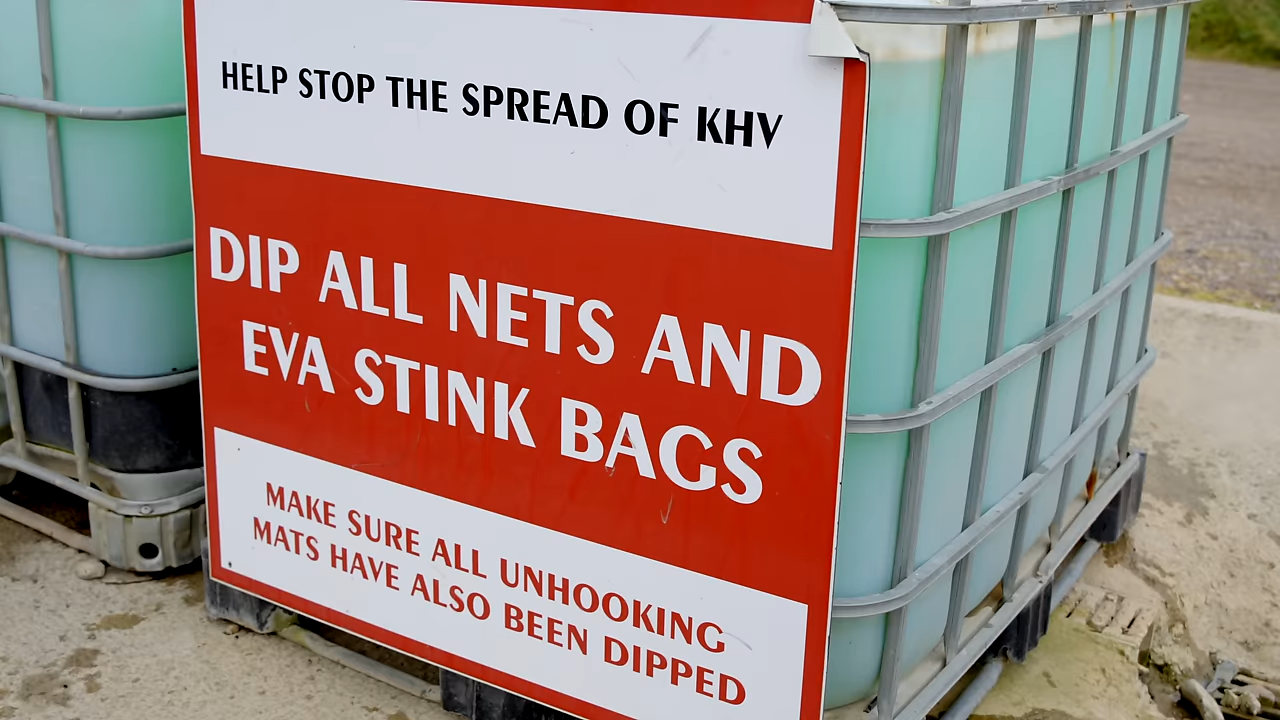 HELP STOP THE SPREAD OF KHV
DIP ALL NETS AND
EVA STINK BAGS
MAKE SURE ALL UNHOOKING
MATS HAVE ALSO BEEN DIPPED